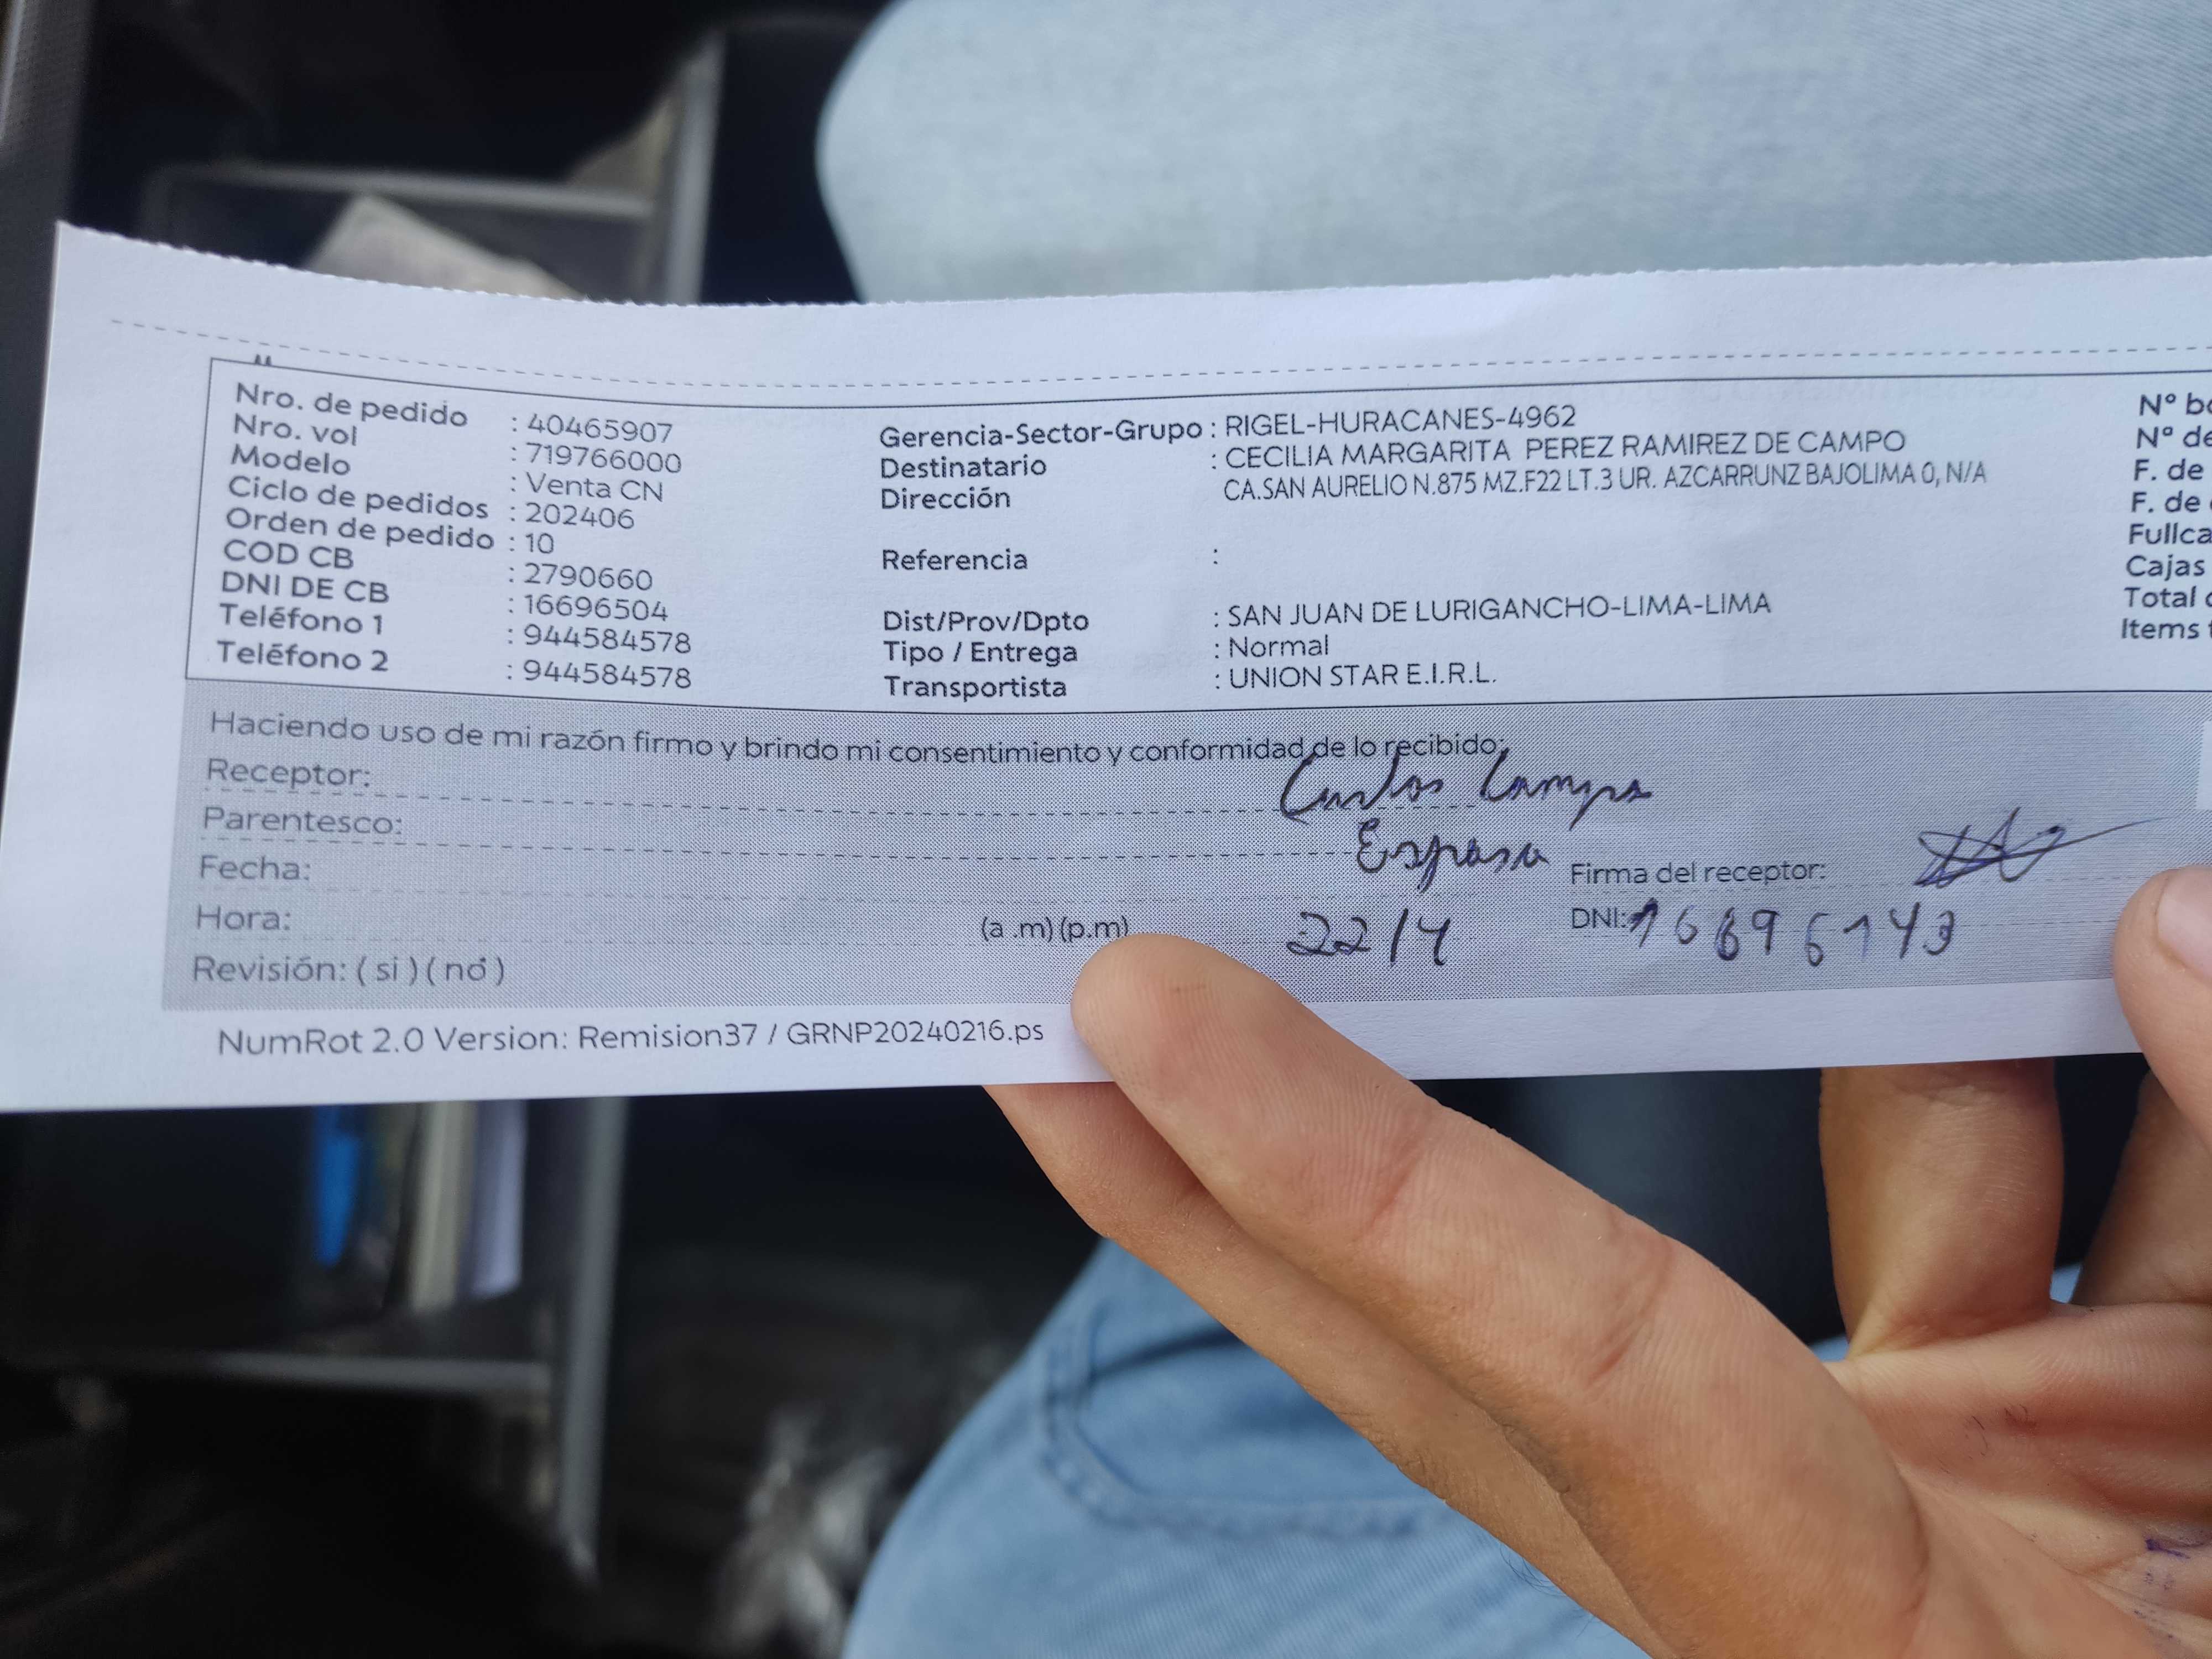 Nro. de pedido : 40465907
Nro. vol : 719766000
Modelo : Venta CN
Ciclo de pedidos : 202406
Orden de pedido : 10
COD CB : 2790660
DNI DE CB : 16696504
Teléfono 1 : 944584578
Teléfono 2 : 944584578
Gerencia-Sector-Grupo : RIGEL-HURACANES-4962
Destinatario : CECILIA MARGARITA PEREZ RAMIREZ DE CAMPO
Dirección CA.SAN AURELIO N.875 MZ.F22 LT.3 UR. AZCARRUNZ BAJOLIMA 0, N/A
Referencia :
Dist/Prov/Dpto : SAN JUAN DE LURIGANCHO-LIMA-LIMA
Tipo / Entrega : Normal
Transportista : UNION STAR E.I.R.L.
N°
N°
F. de
F. de
Cajas
Total
Items
Haciendo uso de mi razón firmo y brindo mi consentimiento y conformidad de lo recibido:
Receptor: Carlos Campo
Parentesco: Esposo
Fecha: Firma del receptor:
Hora: (a .m) (p.m) 22/4 DNI: 16696143
Revisión: ( si ) ( no )
NumRot 2.0 Version: Remision37 / GRNP20240216.ps